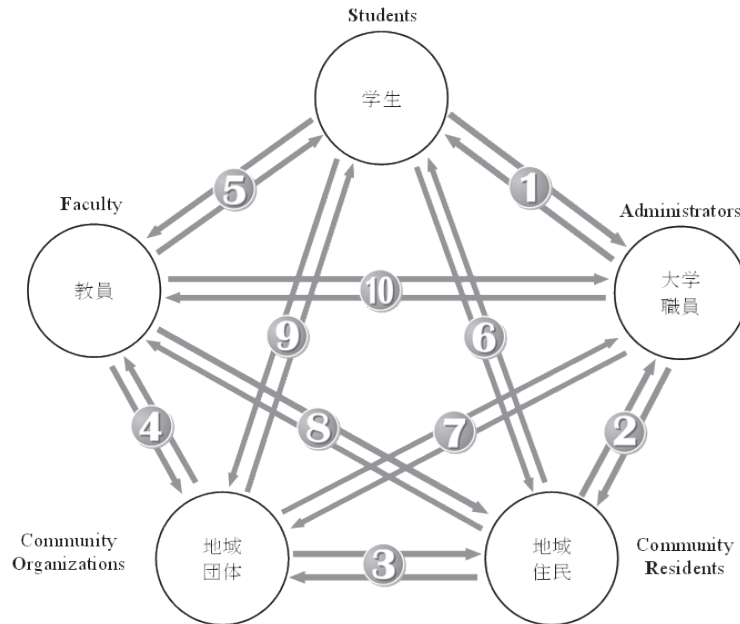 Students
学生
5
1
Faculty
Administrators
教員
10
大学
職員
9
6
4
8
7
2
Community
Organizations
地域
団体
3
地域
住民
Community
Residents